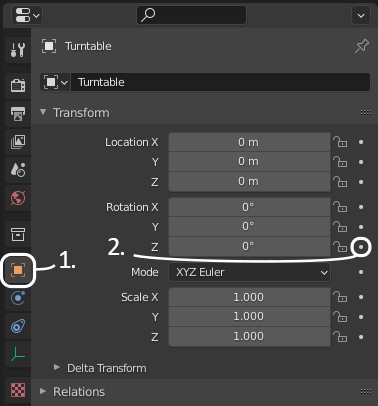 Turntable
Turntable
Transform
Location X 0 m
Y 0 m
Z 0 m
Rotation X 0°
Y 0°
2. Z 0°
1.
Mode XYZ Euler
Scale X 1.000
Y 1.000
Z 1.000
Delta Transform
Relations